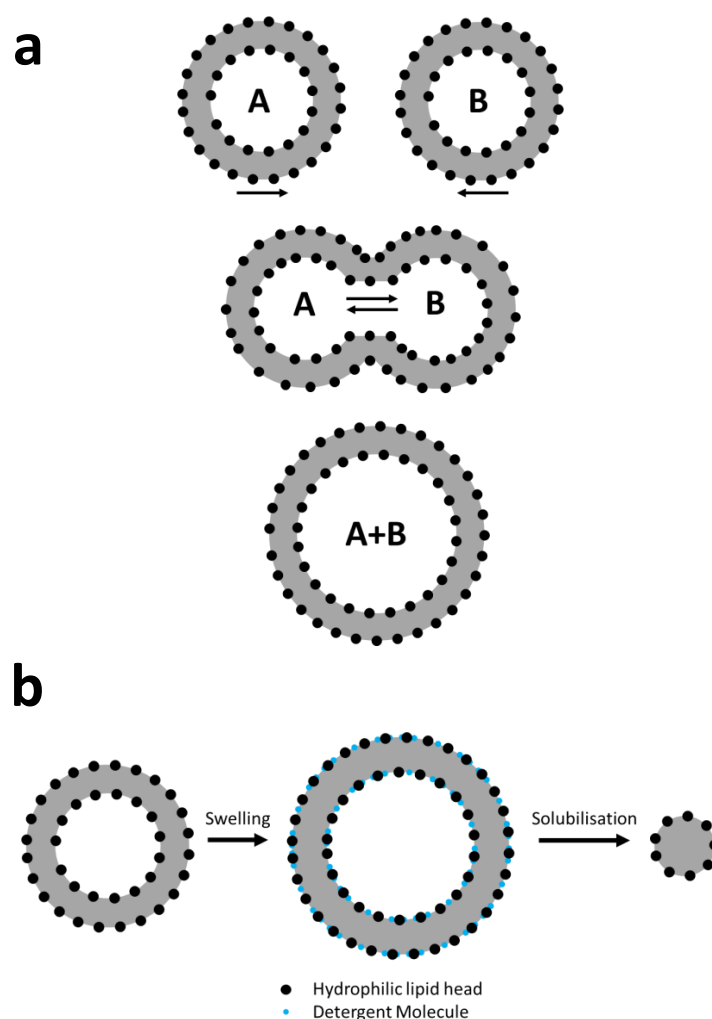 a
A B
A B
A+B
b
Swelling Solubilisation
Hydrophilic lipid head
Detergent Molecule